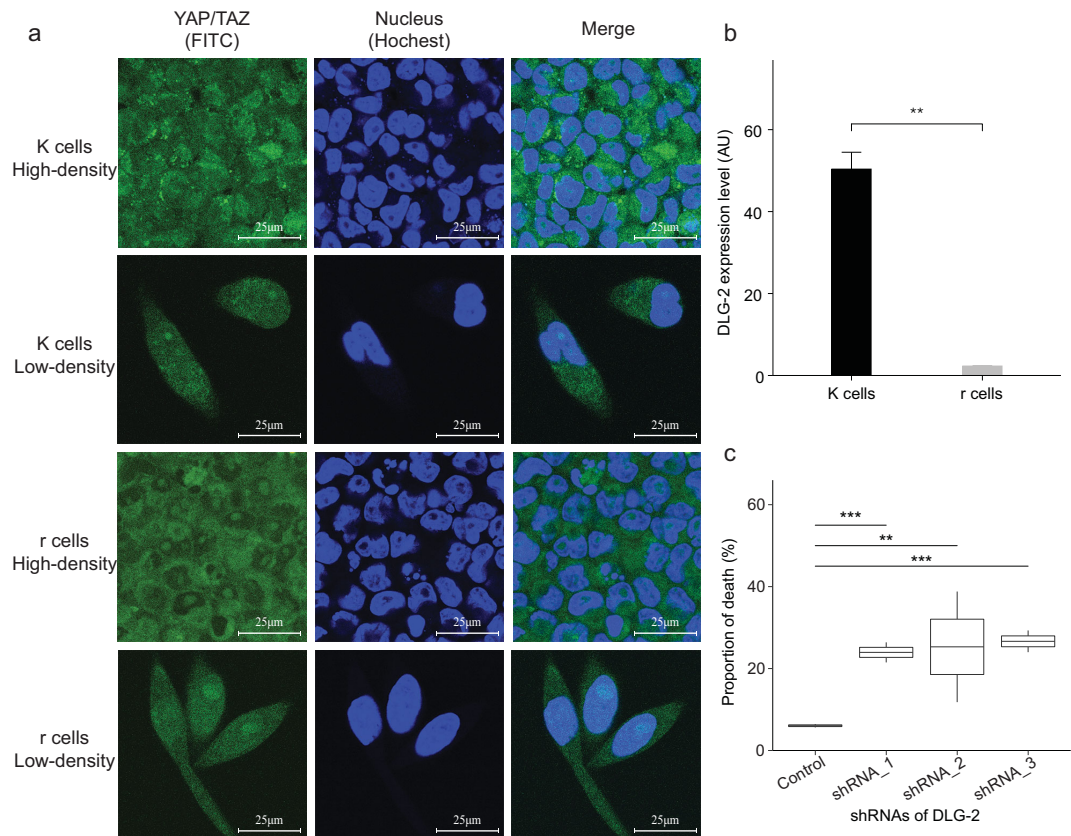 a
YAP/TAZ
(FITC)
Nucleus
(Hochest)
Merge
K cells
High-density
25μm
25μm
25μm
K cells
Low-density
25μm
25μm
25μm
r cells
High-density
25μm
25μm
25μm
r cells
Low-density
25μm
25μm
25μm
b
DLG-2 expression level (AU)
60
40
20
0
**
K cells
r cells
c
Proportion of death (%)
60
40
20
0
***
**
***
Control
shRNA_1
shRNA_2
shRNA_3
shRNAs of DLG-2